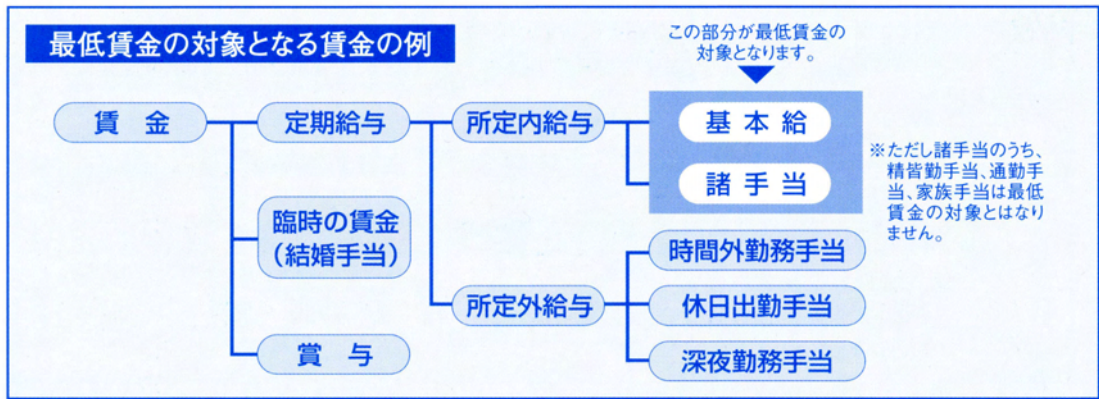 最低賃金の対象となる賃金の例
この部分が最低賃金の
対象となります。
賃 金
定期給与
所定内給与
基 本 給
諸 手 当
※ただし諸手当のうち、
精皆勤手当、通勤手
当、家族手当は最低
賃金の対象とはなり
ません。
臨時の賃金
(結婚手当)
時間外勤務手当
所定外給与
休日出勤手当
賞 与
深夜勤務手当